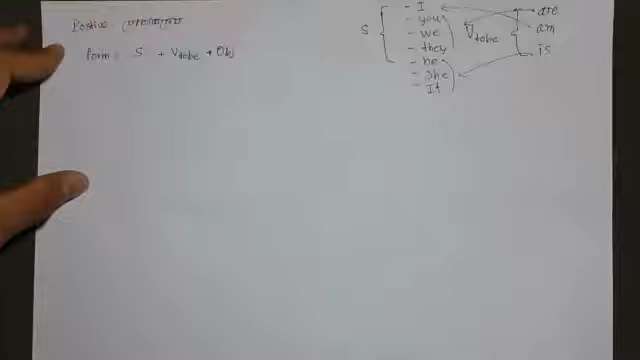 Positive:
Form: S + Vtobe + Obj
S
- I
- you
- we
- they
- he
- She
- It
Vtobe
are
am
is